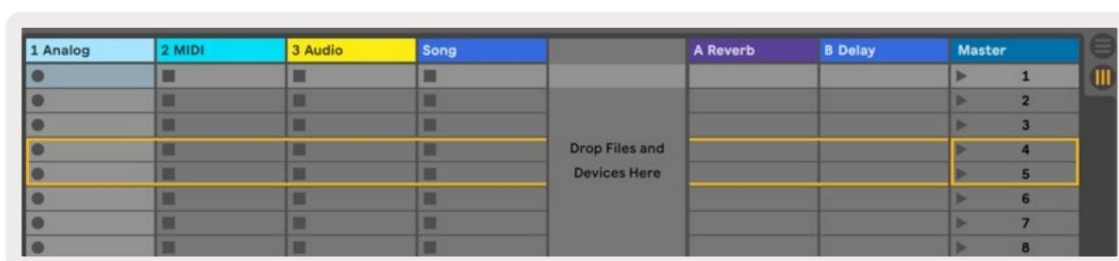 1 Analog 2 MIDI 3 Audio Song A Reverb B Delay Master
1
2
3
Drop Files and 4
Devices Here 5
6
7
8